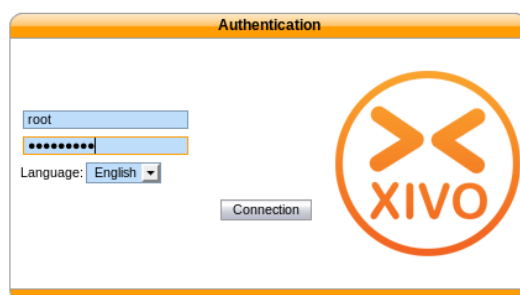 Authentication
root
●●●●●●●●●
Language: English
Connection
XIVO